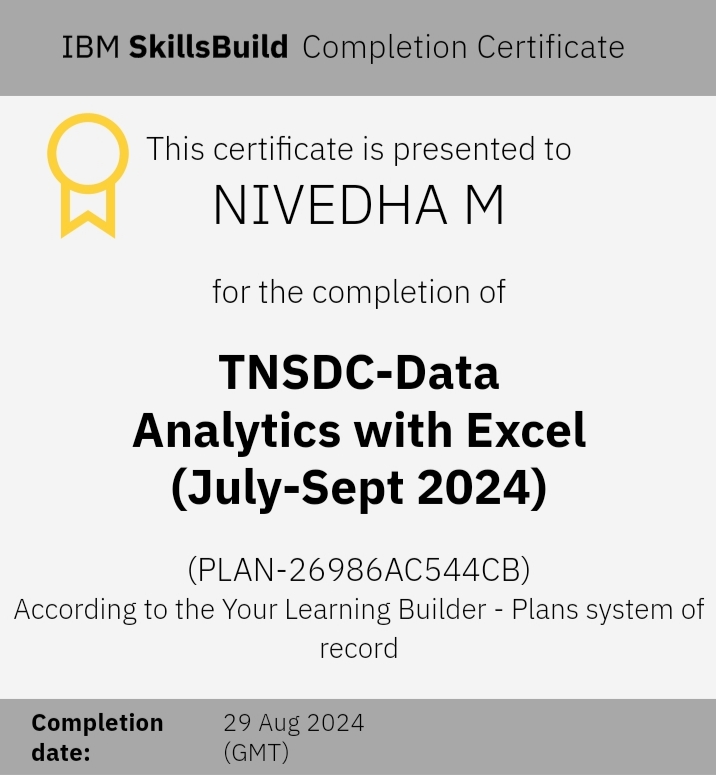 IBM SkillsBuild Completion Certificate
This certificate is presented to
NIVEDHA M
for the completion of
TNSDC-Data
Analytics with Excel
(July-Sept 2024)
(PLAN-26986AC544CB)
According to the Your Learning Builder - Plans system of
record
Completion date: 29 Aug 2024 (GMT)